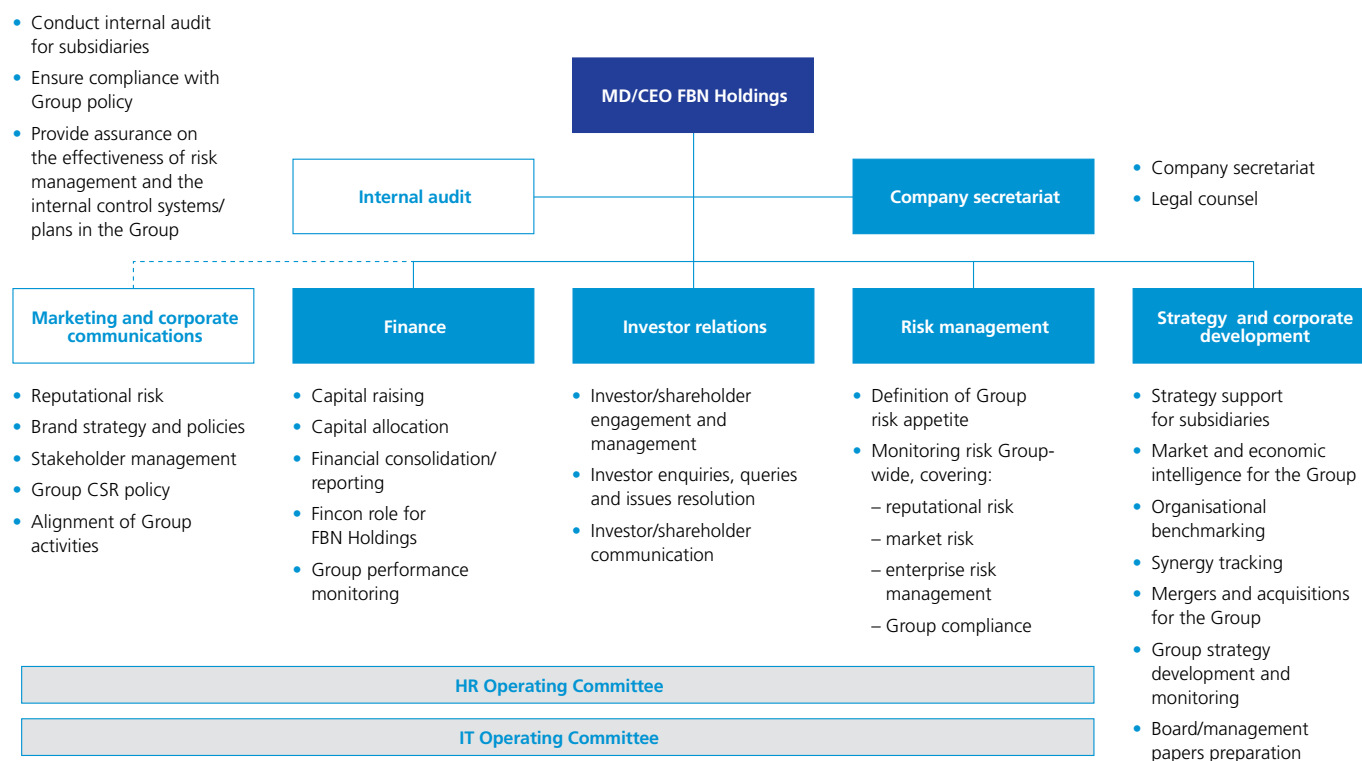 • Conduct internal audit
for subsidiaries
• Ensure compliance with
Group policy
• Provide assurance on
the effectiveness of risk
management and the
internal control systems/
plans in the Group
MD/CEO FBN Holdings
Internal audit
Company secretariat
• Company secretariat
• Legal counsel
Marketing and corporate
communications
• Reputational risk
• Brand strategy and policies
• Stakeholder management
• Group CSR policy
• Alignment of Group
activities
Finance
• Capital raising
• Capital allocation
• Financial consolidation/
reporting
• Fincon role for
FBN Holdings
• Group performance
monitoring
Investor relations
• Investor/shareholder
engagement and
management
• Investor enquiries, queries
and issues resolution
• Investor/shareholder
communication
Risk management
• Definition of Group
risk appetite
• Monitoring risk Group-
wide, covering:
– reputational risk
– market risk
– enterprise risk
management
– Group compliance
Strategy and corporate
development
• Strategy support
for subsidiaries
• Market and economic
intelligence for the Group
• Organisational
benchmarking
• Synergy tracking
• Mergers and acquisitions
for the Group
• Group strategy
development and
monitoring
• Board/management
papers preparation
HR Operating Committee
IT Operating Committee